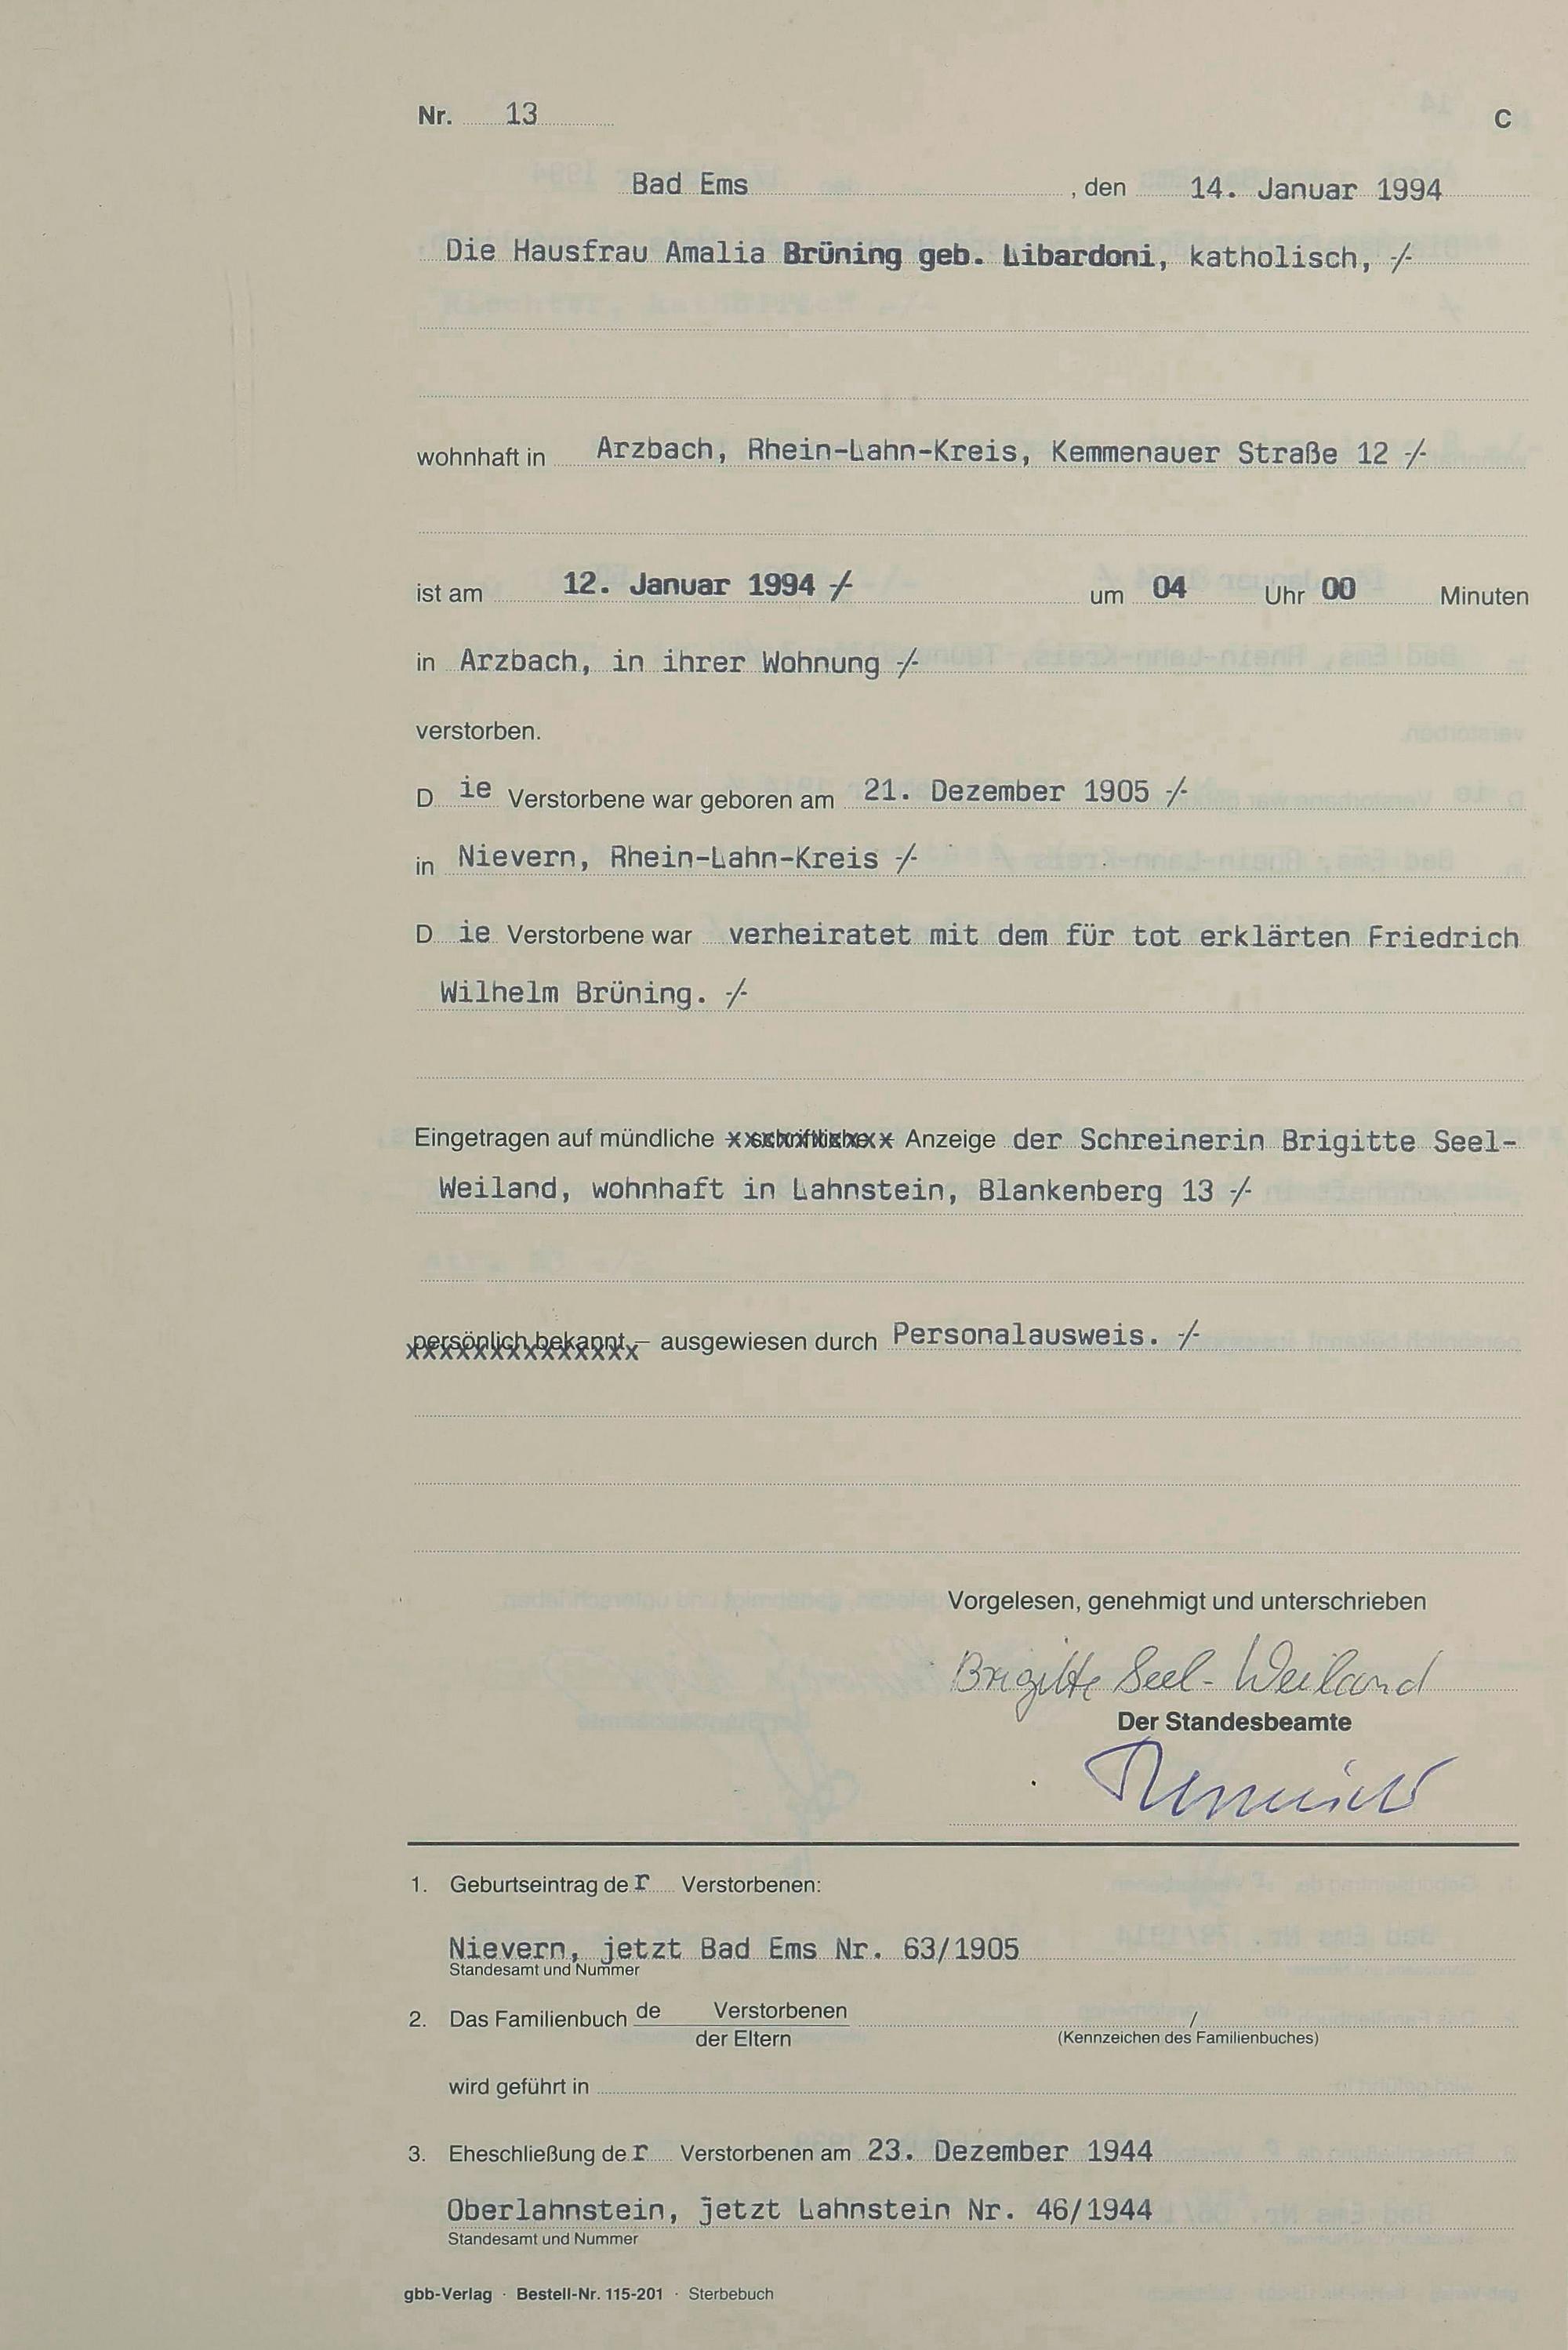 Nr. 13 C
Bad Ems , den 14. Januar 1994
Die Hausfrau Amalia Brüning geb. Libardoni, katholisch, -/-
wohnhaft in Arzbach, Rhein-Lahn-Kreis, Kemmenauer Straße 12 -/-
ist am 12. Januar 1994 -/- um 04 Uhr 00 Minuten
in Arzbach, in ihrer Wohnung -/-
verstorben.
D ie Verstorbene war geboren am 21. Dezember 1905 -/-
in Nievern, Rhein-Lahn-Kreis -/-
D ie Verstorbene war verheiratet mit dem für tot erklärten Friedrich
Wilhelm Brüning. -/-
Eingetragen auf mündliche – schriftliche – Anzeige der Schreinerin Brigitte Seel-
Weiland, wohnhaft in Lahnstein, Blankenberg 13 -/-
persönlich bekannt – ausgewiesen durch Personalausweis. -/-
Vorgelesen, genehmigt und unterschrieben
Brigitte Seel-Weiland
Der Standesbeamte
1. Geburtseintrag der Verstorbenen:
Nievern, jetzt Bad Ems Nr. 63/1905
Standesamt und Nummer
2. Das Familienbuch de Verstorbenen /
der Eltern (Kennzeichen des Familienbuches)
wird geführt in
3. Eheschließung der Verstorbenen am 23. Dezember 1944
Oberlahnstein, jetzt Lahnstein Nr. 46/1944
Standesamt und Nummer
gbb-Verlag · Bestell-Nr. 115-201 · Sterbebuch